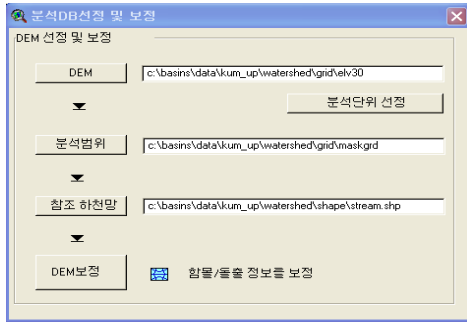 분석DB선정 및 보정
DEM 선정 및 보정
DEM c:\basins\data\kum_up\watershed\grid\elv30
분석단위 선정
분석범위 c:\basins\data\kum_up\watershed\grid\maskgrd
참조 하천망 c:\basins\data\kum_up\watershed\shape\stream.shp
DEM보정 함몰/돌출 정보를 보정